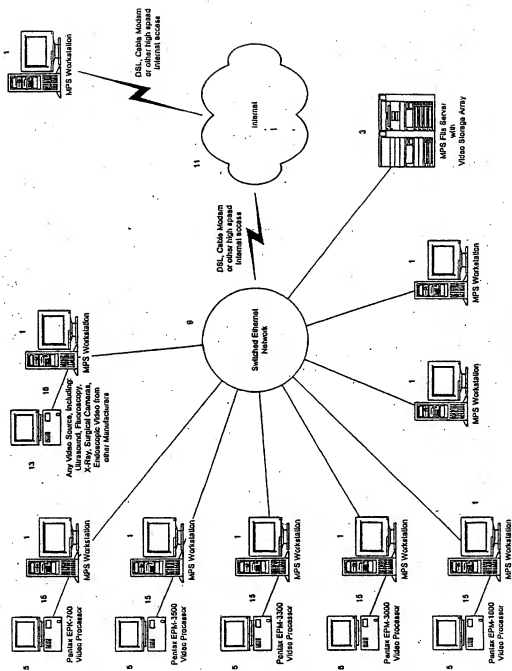 5
5
5
5
5
Pentax EPM-1000
Video Processor
Pentax EPM-3000
Video Processor
Pentax EPM-3300
Video Processor
Pentax EPM-3500
Video Processor
Pentax EPK-700
Video Processor
13
15
15
15
15
15
15
1
1
1
1
1
1
MPS Workstation
MPS Workstation
MPS Workstation
MPS Workstation
MPS Workstation
Any Video Source, Including:
Ultrasound, Fluoroscopy,
X-Ray, Surgical Cameras,
Endoscopic Video from
other Manufacturers
MPS Workstation
9
Switched Ethernet
Network
DSL, Cable Modem
or other high speed
Internet access
11
Internet
DSL, Cable Modem
or other high speed
Internet access
1
MPS Workstation
1
MPS Workstation
1
MPS Workstation
3
MPS File Server
with
Video Storage Array